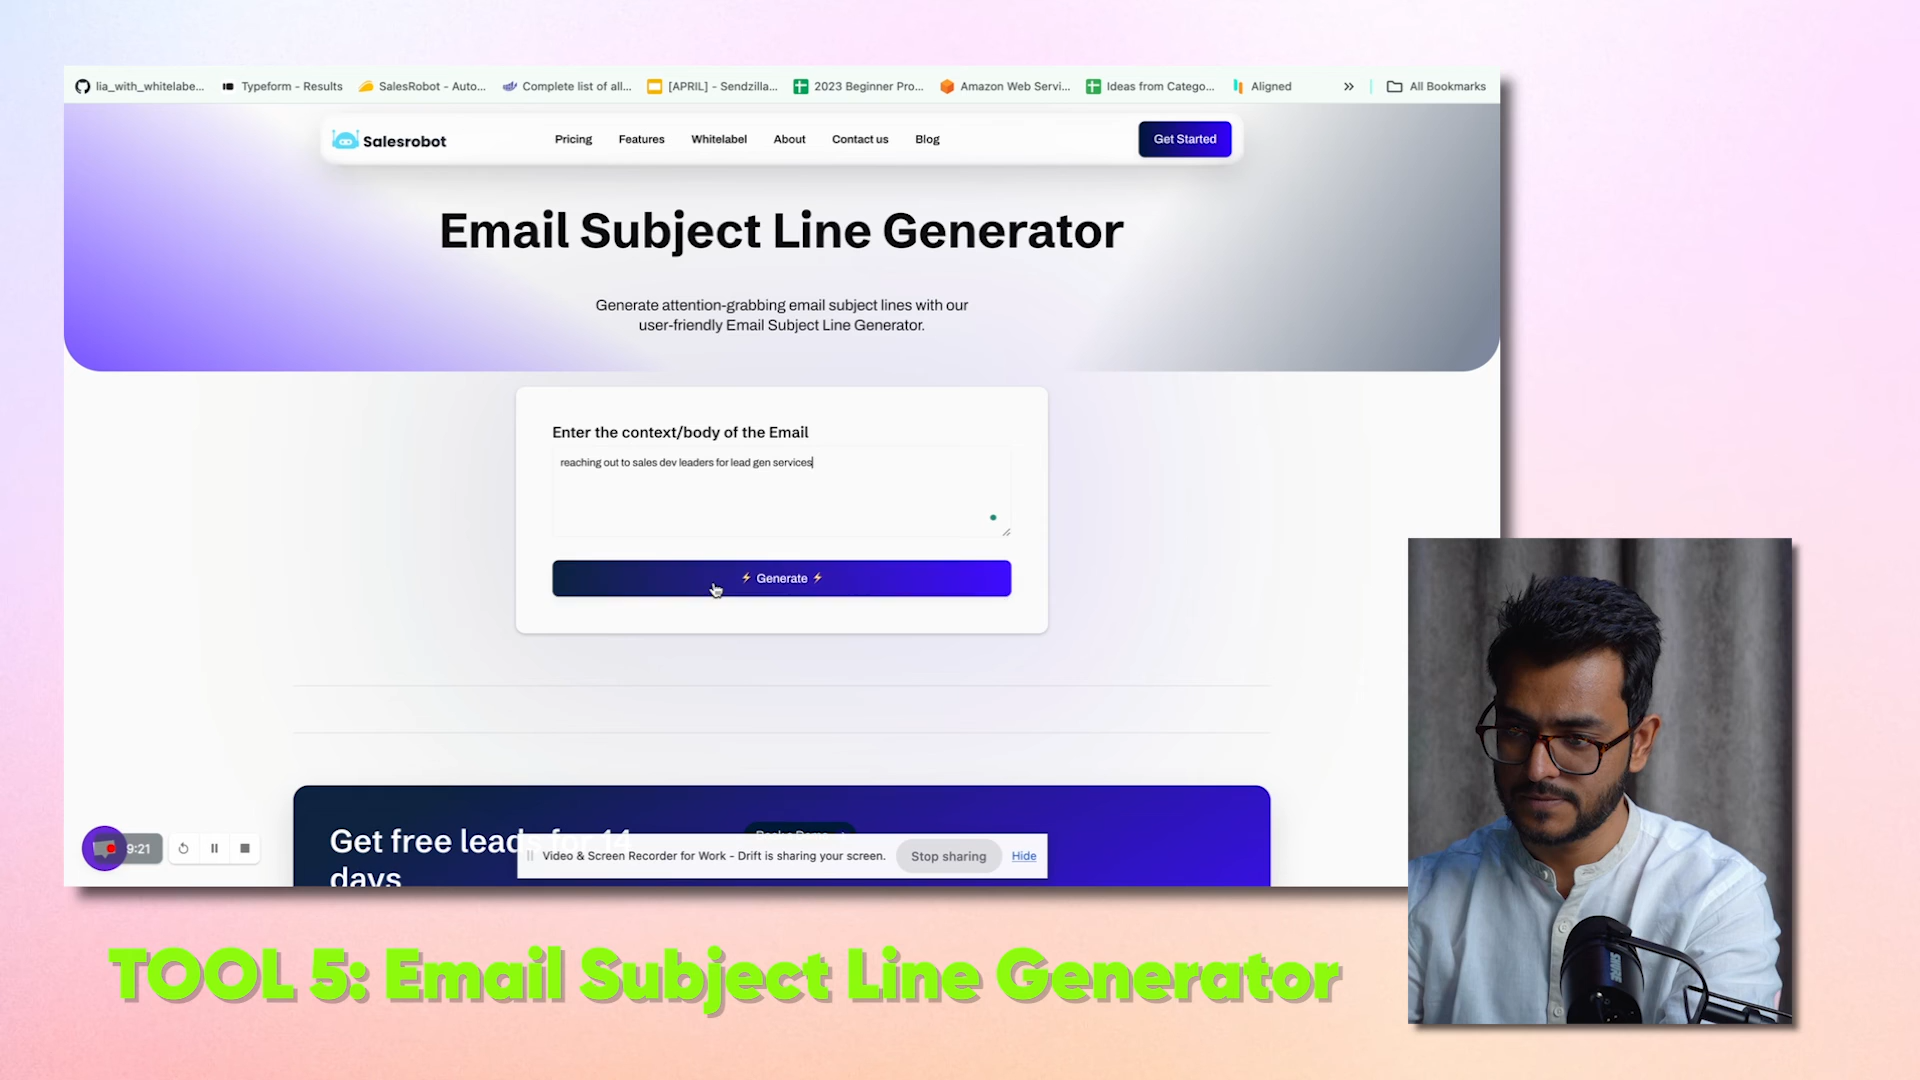 lia_with_whitelabe...
Typeform - Results
SalesRobot - Auto...
Complete list of all...
[APRIL] - Sendzilla...
2023 Beginner Pro...
Amazon Web Servi...
Ideas from Catego...
Aligned
All Bookmarks
Salesrobot
Pricing
Features
Whitelabel
About
Contact us
Blog
Get Started
Email Subject Line Generator
Generate attention-grabbing email subject lines with our
user-friendly Email Subject Line Generator.
Enter the context/body of the Email
reaching out to sales dev leaders for lead gen services
⚡ Generate ⚡
Get free leads for 14
days
9:21
Video & Screen Recorder for Work - Drift is sharing your screen.
Stop sharing
Hide
TOOL 5: Email Subject Line Generator